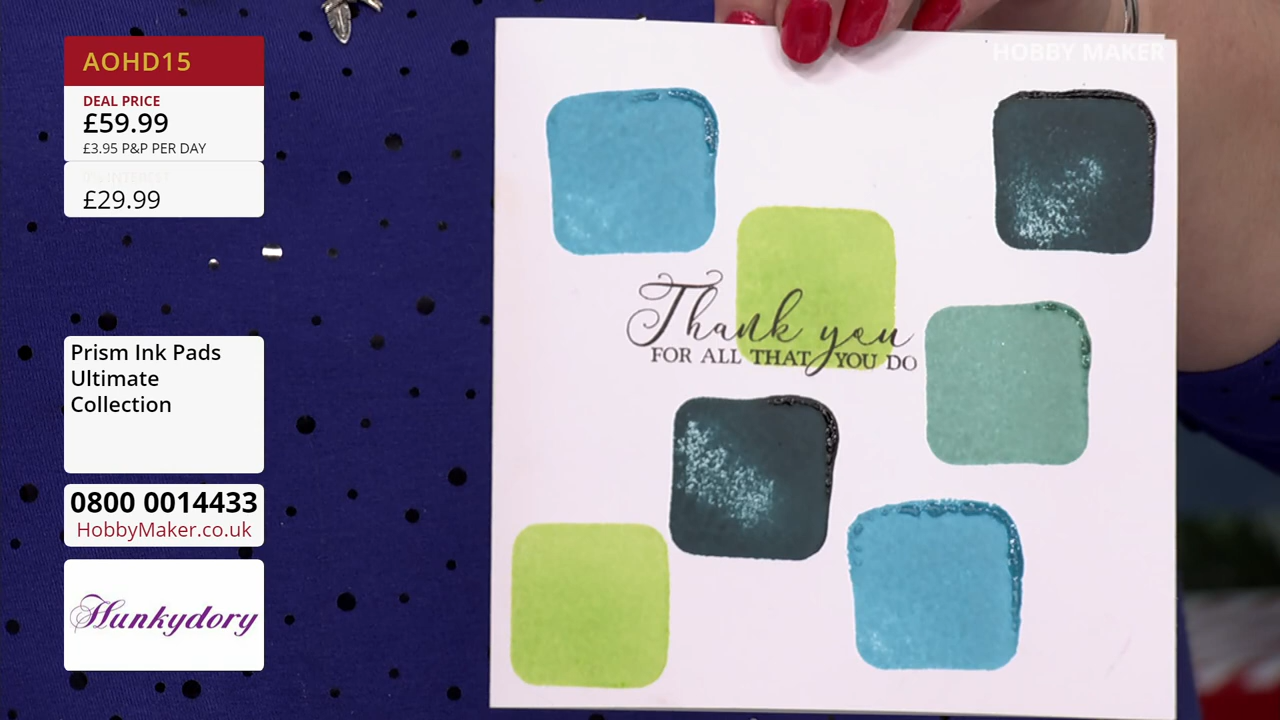 AOHD15
DEAL PRICE
£59.99
£3.95 P&P PER DAY
£29.99
Prism Ink Pads
Ultimate
Collection
0800 0014433
HobbyMaker.co.uk
Hunkydory
HOBBY MAKER
Thank you
FOR ALL THAT YOU DO